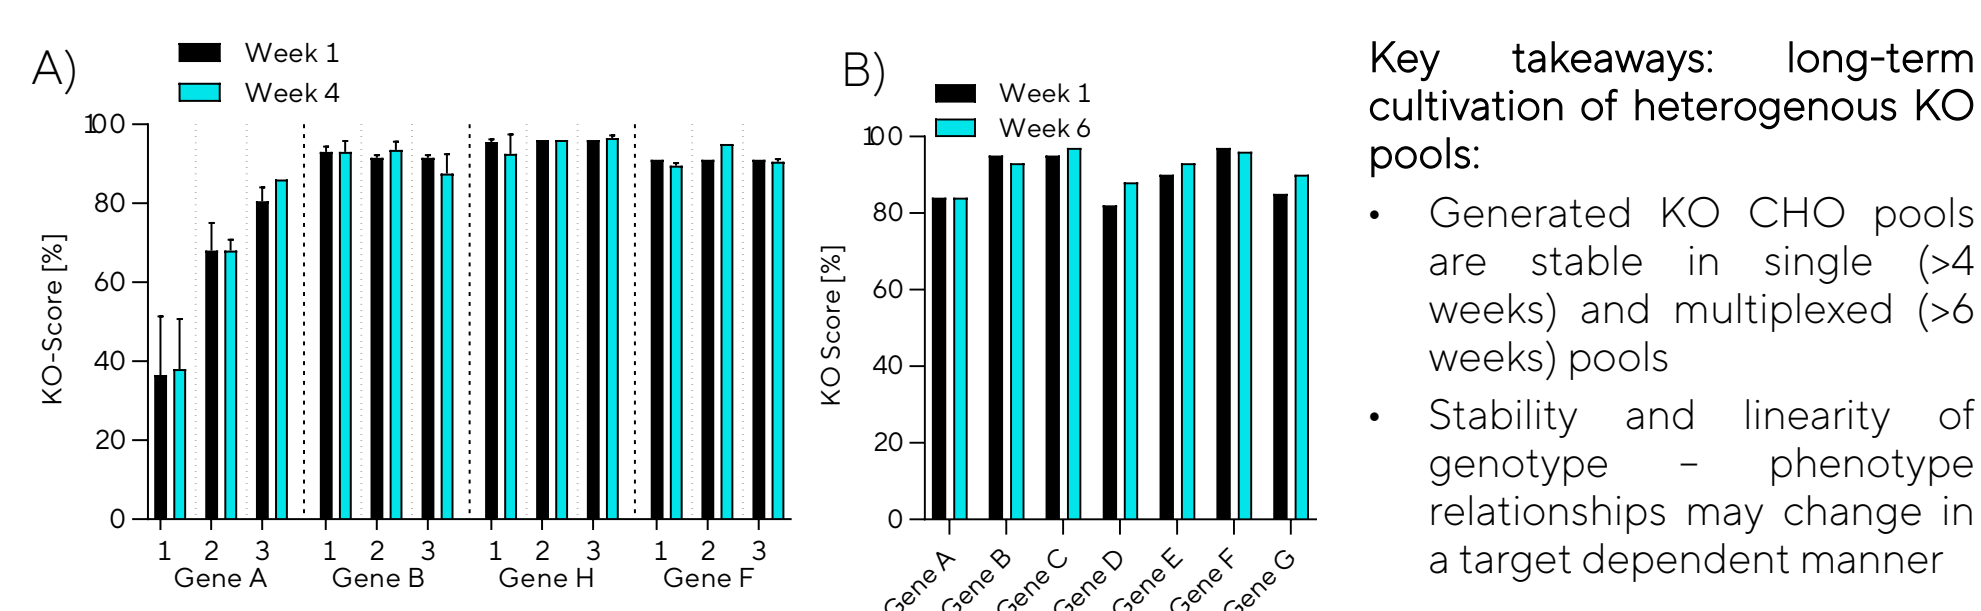 A)
Week 1
Week 4
KO-Score [%]
100
80
60
40
20
0
1 2 3 1 2 3 1 2 3 1 2 3
Gene A Gene B Gene H Gene F
B)
Week 1
Week 6
KO Score [%]
100
80
60
40
20
0
Gene A Gene B Gene C Gene D Gene E Gene F Gene G
Key takeaways: long-term
cultivation of heterogenous KO
pools:
• Generated KO CHO pools
are stable in single (>4
weeks) and multiplexed (>6
weeks) pools
• Stability and linearity of
genotype – phenotype
relationships may change in
a target dependent manner